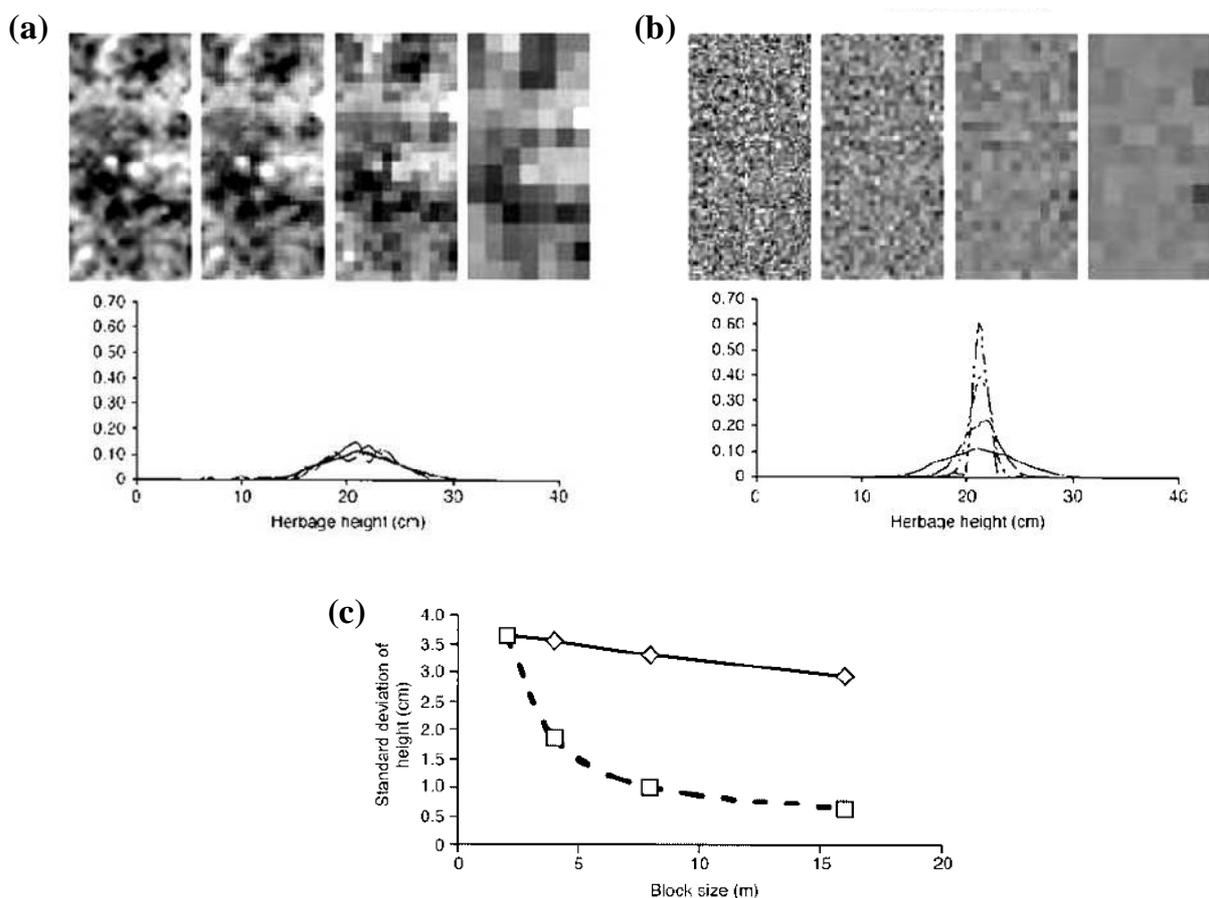 (a)
(b)
0.70
0.60
0.50
0.40
0.30
0.20
0.10
0
0 10 20 30 40
Herbage height (cm)
0.70
0.60
0.50
0.40
0.30
0.20
0.10
0
0 10 20 30 40
Herbage height (cm)
(c)
Standard deviation of
height (cm)
4.0
3.5
3.0
2.5
2.0
1.5
1.0
0.5
0
0 5 10 15 20
Block size (m)